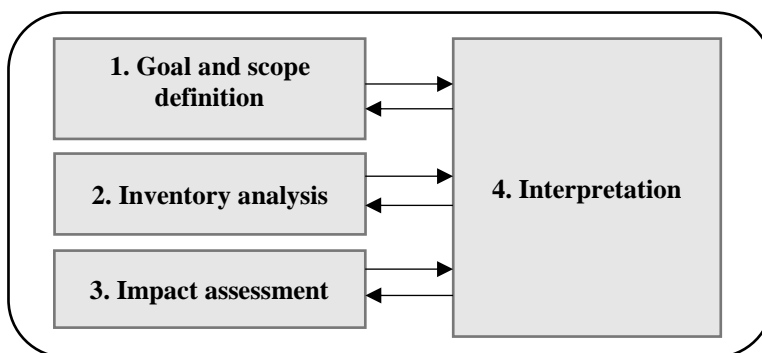 1. Goal and scope
definition
2. Inventory analysis
3. Impact assessment
4. Interpretation